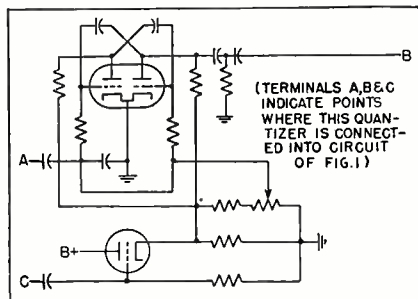 B
(TERMINALS A,B&C
INDICATE POINTS
WHERE THIS QUAN-
TIZER IS CONNECT-
ED INTO CIRCUIT
OF FIG.1)
A
B+
C